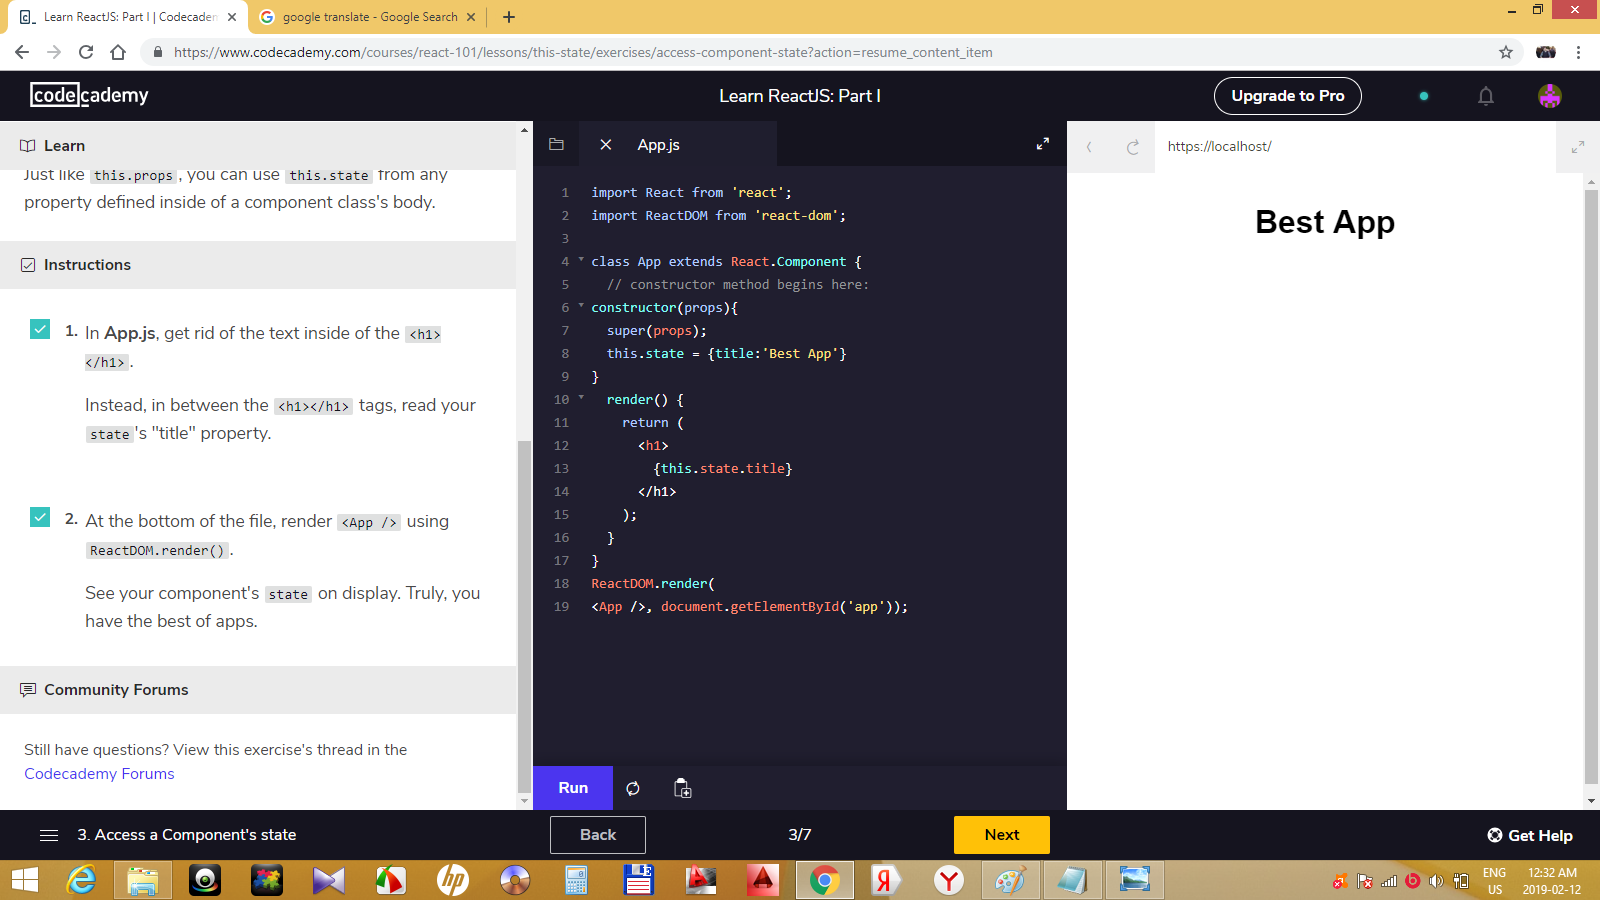 Learn ReactJS: Part I | Codecadem
google translate - Google Search
https://www.codecademy.com/courses/react-101/lessons/this-state/exercises/access-component-state?action=resume_content_item
codecademy
Learn ReactJS: Part I
Upgrade to Pro
Learn
Just like this.props, you can use this.state from any
property defined inside of a component class's body.
Instructions
1. In App.js, get rid of the text inside of the <h1>
</h1>.
Instead, in between the <h1></h1> tags, read your
state's "title" property.
2. At the bottom of the file, render <App /> using
ReactDOM.render().
See your component's state on display. Truly, you
have the best of apps.
Community Forums
Still have questions? View this exercise's thread in the
Codecademy Forums
App.js
1 import React from 'react';
2 import ReactDOM from 'react-dom';
3
4 class App extends React.Component {
5 // constructor method begins here:
6 constructor(props){
7 super(props);
8 this.state = {title:'Best App'}
9 }
10 render() {
11 return (
12 <h1>
13 {this.state.title}
14 </h1>
15 );
16 }
17 }
18 ReactDOM.render(
19 <App />, document.getElementById('app'));
Run
https://localhost/
Best App
3. Access a Component's state
Back
3/7
Next
Get Help
ENG
US
12:32 AM
2019-02-12